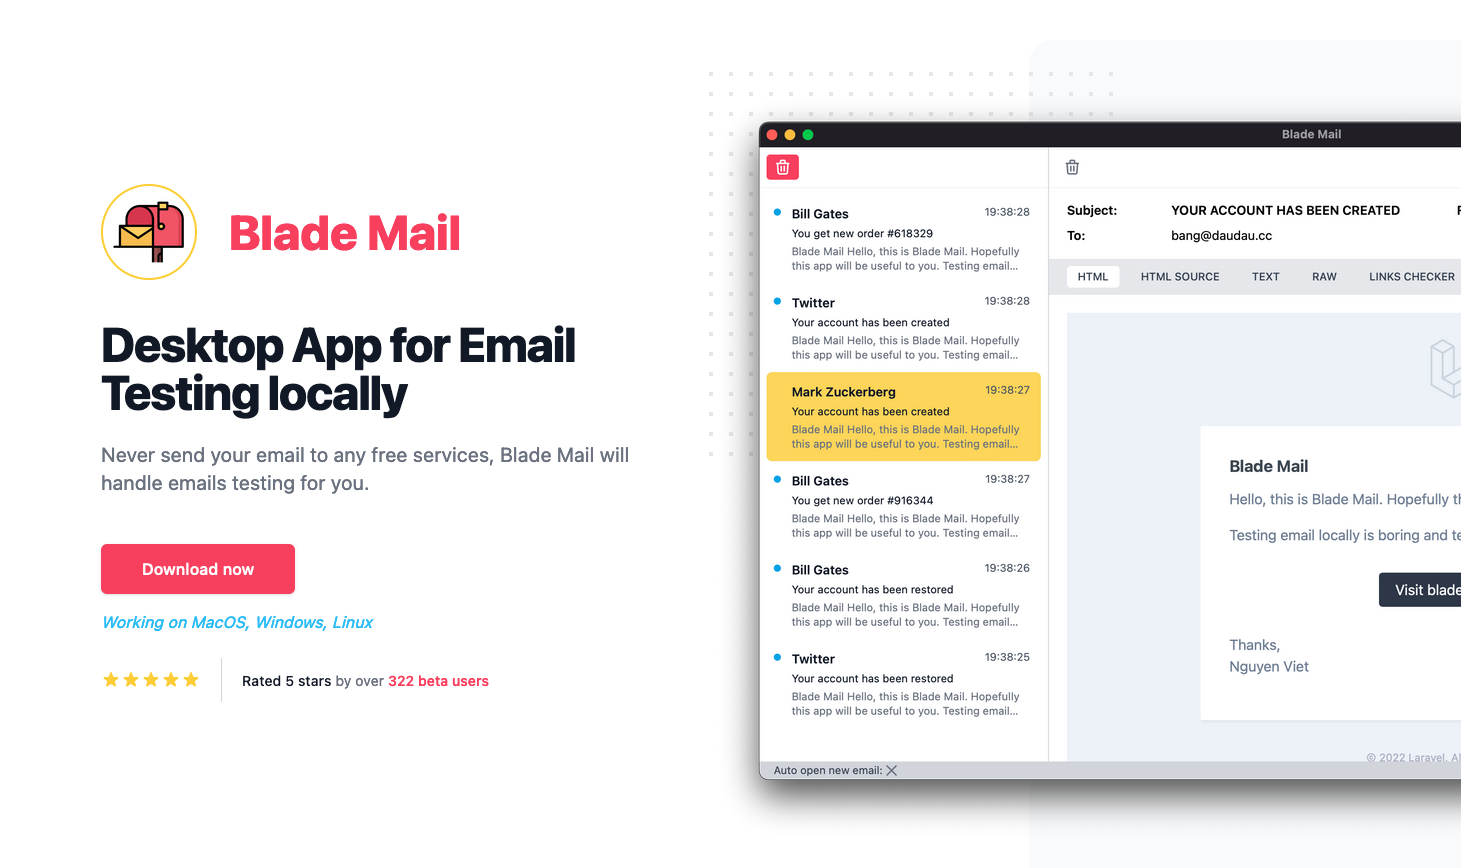 Blade Mail
Desktop App for Email
Testing locally
Never send your email to any free services, Blade Mail will
handle emails testing for you.
Download now
Working on MacOS, Windows, Linux
Rated 5 stars by over 322 beta users
Blade Mail
Bill Gates 19:38:28
You get new order #618329
Blade Mail Hello, this is Blade Mail. Hopefully
this app will be useful to you. Testing email...
Twitter 19:38:28
Your account has been created
Blade Mail Hello, this is Blade Mail. Hopefully
this app will be useful to you. Testing email...
Mark Zuckerberg 19:38:27
Your account has been created
Blade Mail Hello, this is Blade Mail. Hopefully
this app will be useful to you. Testing email...
Bill Gates 19:38:27
You get new order #916344
Blade Mail Hello, this is Blade Mail. Hopefully
this app will be useful to you. Testing email...
Bill Gates 19:38:26
Your account has been restored
Blade Mail Hello, this is Blade Mail. Hopefully
this app will be useful to you. Testing email...
Twitter 19:38:25
Your account has been restored
Blade Mail Hello, this is Blade Mail. Hopefully
this app will be useful to you. Testing email...
Auto open new email:
Subject: YOUR ACCOUNT HAS BEEN CREATED
To: bang@daudau.cc
HTML HTML SOURCE TEXT RAW LINKS CHECKER
Blade Mail
Hello, this is Blade Mail. Hopefully
Testing email locally is boring and
Visit blade
Thanks,
Nguyen Viet
© 2022 Laravel.